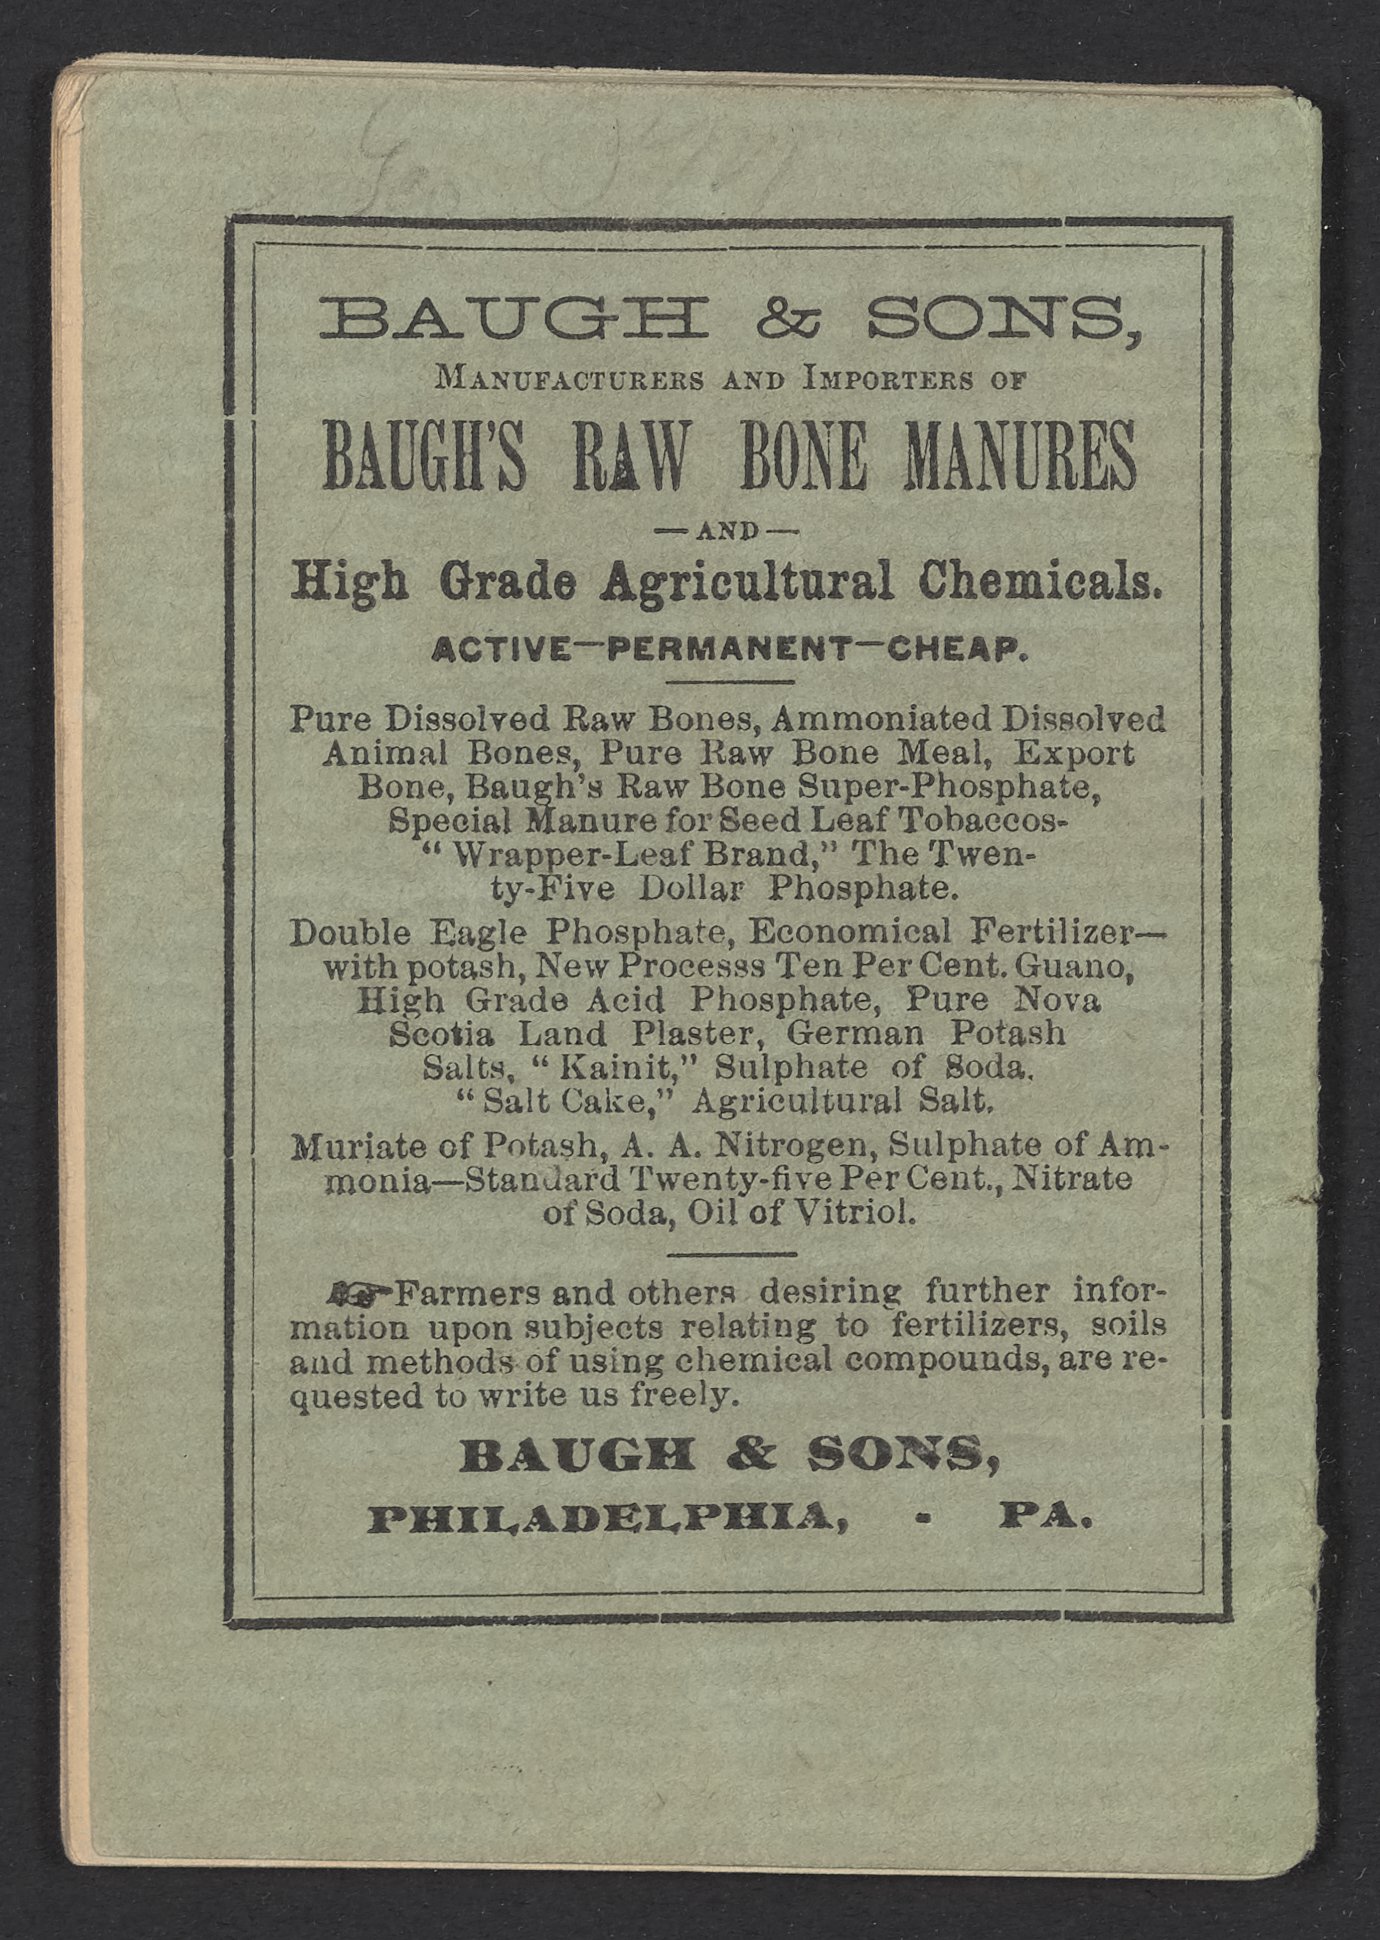 BAUGH & SONS,
MANUFACTURERS AND IMPORTERS OF
BAUGH'S RAW BONE MANURES
—AND—
High Grade Agricultural Chemicals.
ACTIVE—PERMANENT—CHEAP.
Pure Dissolved Raw Bones, Ammoniated Dissolved
Animal Bones, Pure Raw Bone Meal, Export
Bone, Baugh's Raw Bone Super-Phosphate,
Special Manure for Seed Leaf Tobaccos-
“ Wrapper-Leaf Brand,” The Twen-
ty-Five Dollar Phosphate.
Double Eagle Phosphate, Economical Fertilizer—
with potash, New Processs Ten Per Cent. Guano,
High Grade Acid Phosphate, Pure Nova
Scotia Land Plaster, German Potash
Salts, “ Kainit,” Sulphate of Soda.
“ Salt Cake,” Agricultural Salt.
Muriate of Potash, A. A. Nitrogen, Sulphate of Am-
monia—Standard Twenty-five Per Cent., Nitrate
of Soda, Oil of Vitriol.
☞Farmers and others desiring further infor-
mation upon subjects relating to fertilizers, soils
and methods of using chemical compounds, are re-
quested to write us freely.
BAUGH & SONS,
PHILADELPHIA, - PA.